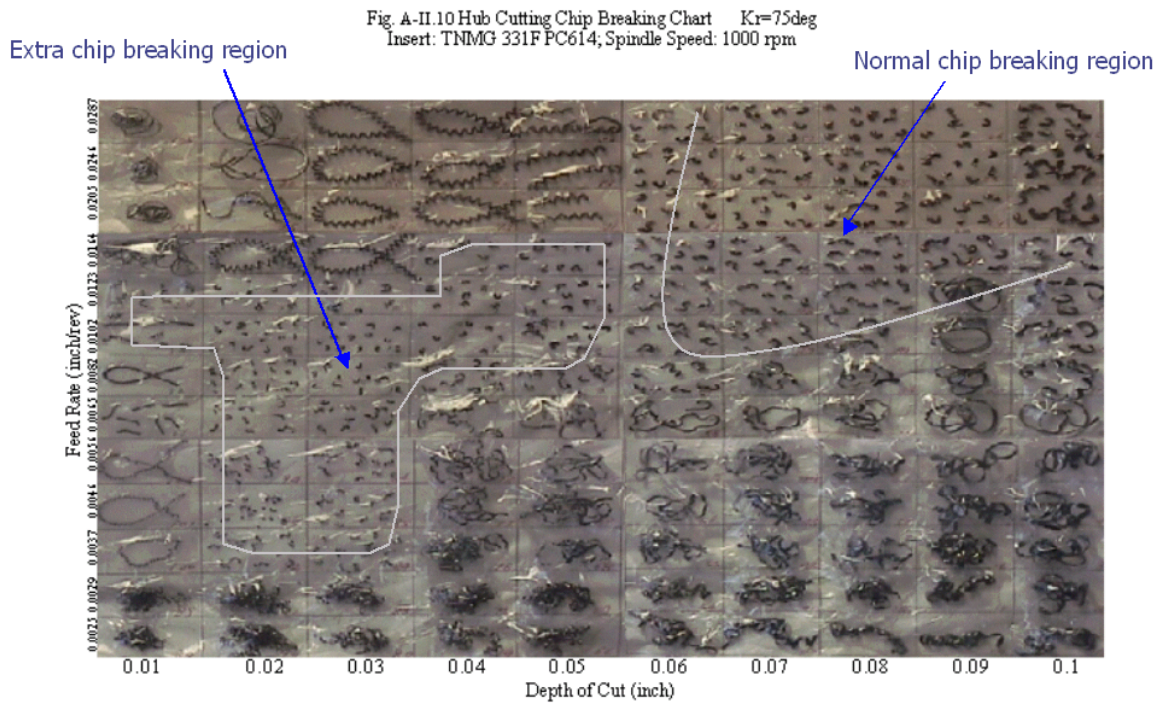 Fig. A-II.10 Hub Cutting Chip Breaking Chart Kr=75deg
Insert: TNMG 331F PC614; Spindle Speed: 1000 rpm
Extra chip breaking region
Normal chip breaking region
Feed Rate (inch/rev)
0.0287
0.0244
0.0205
0.0164
0.0123
0.0102
0.0082
0.0065
0.0054
0.0044
0.0037
0.0029
0.0025
0.01 0.02 0.03 0.04 0.05 0.06 0.07 0.08 0.09 0.1
Depth of Cut (inch)